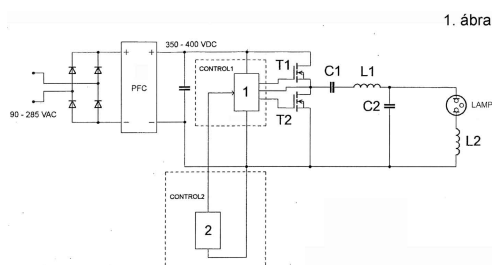 1. ábra
350 - 400 VDC
CONTROL1
T1
C1
L1
+ +
PFC
1
C2
LAMP
90 - 285 VAC
T2
L2
- -
CONTROL2
2